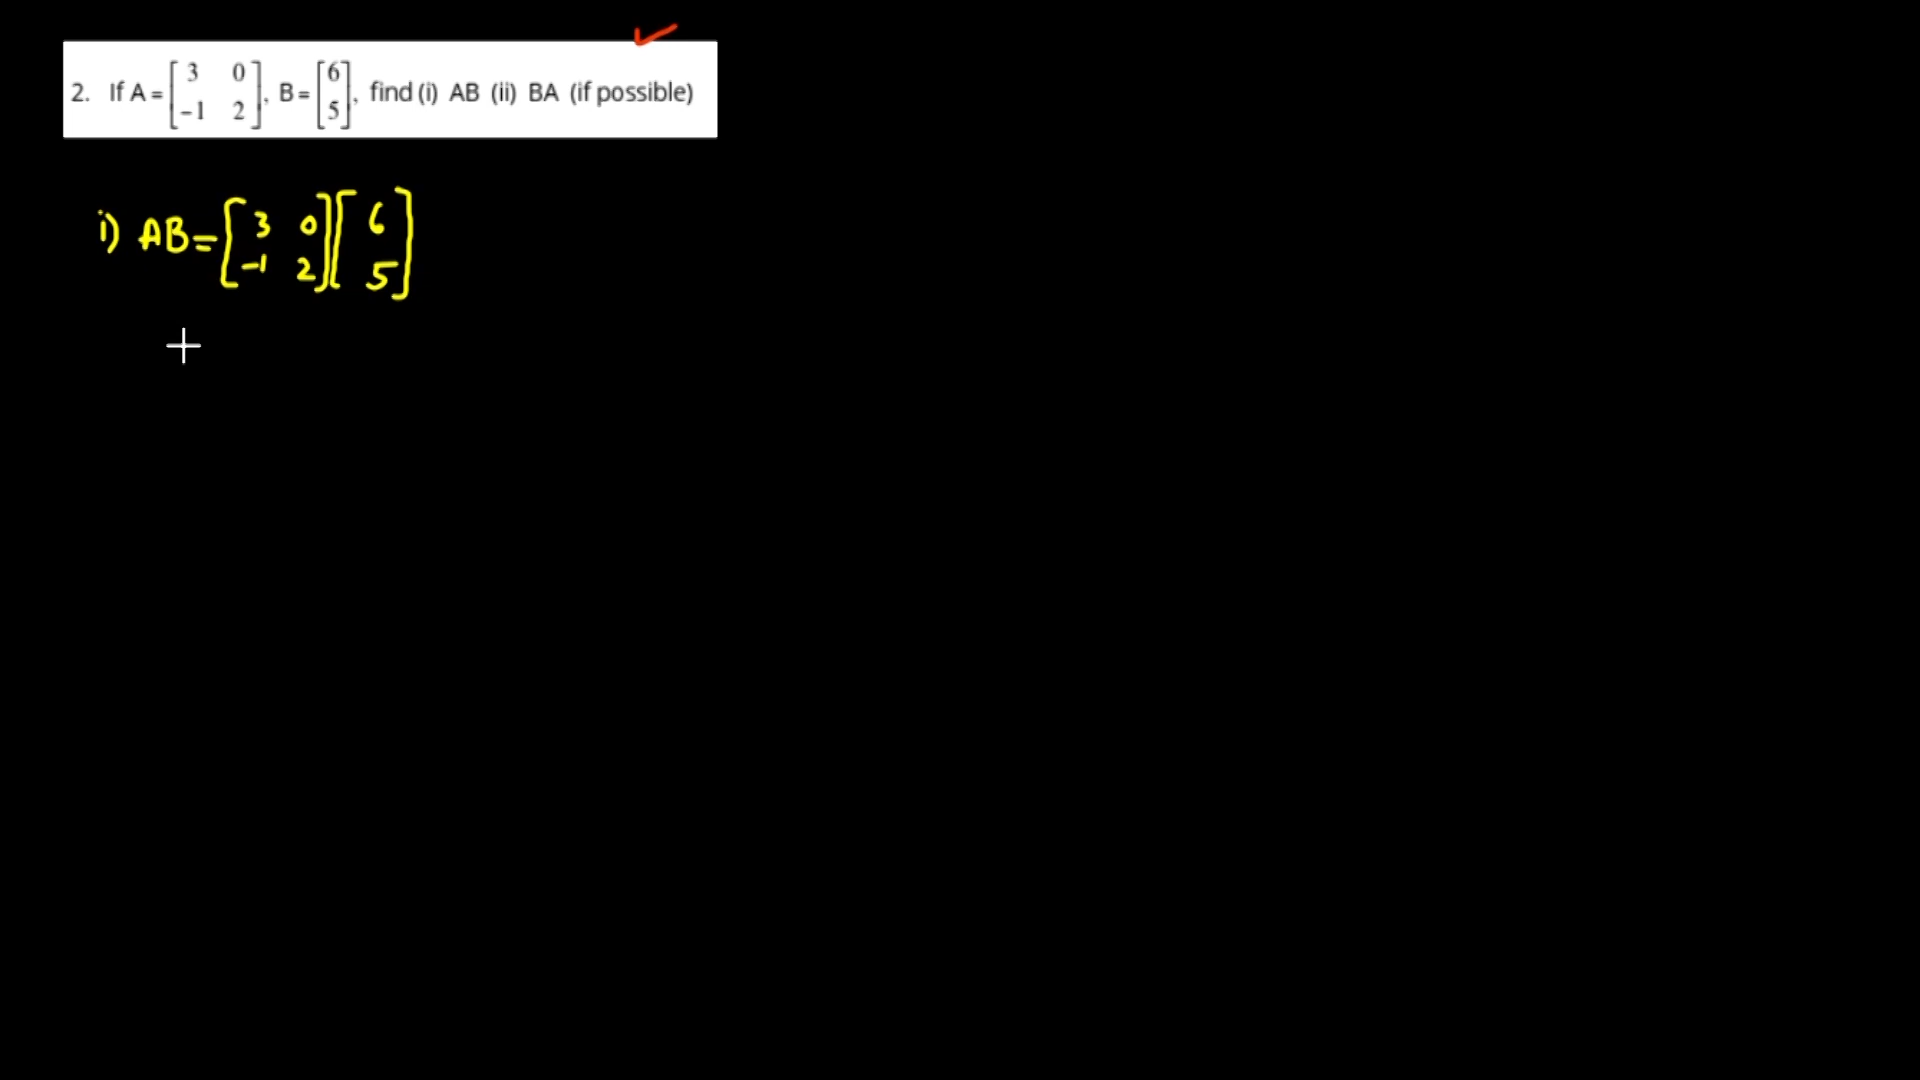 2. If A = [3 0 -1 2], B = [6 5], find (i) AB (ii) BA (if possible)
i) AB = [3 0 -1 2] [6 5]